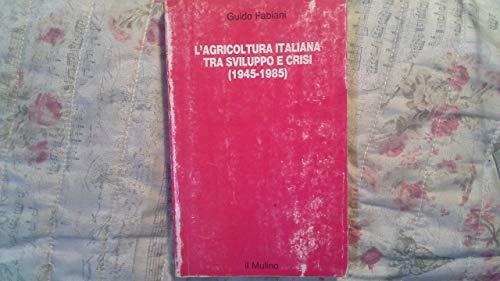 Guido Fabiani
L'AGRICOLTURA ITALIANA
TRA SVILUPPO E CRISI
(1945-1985)
il Mulino